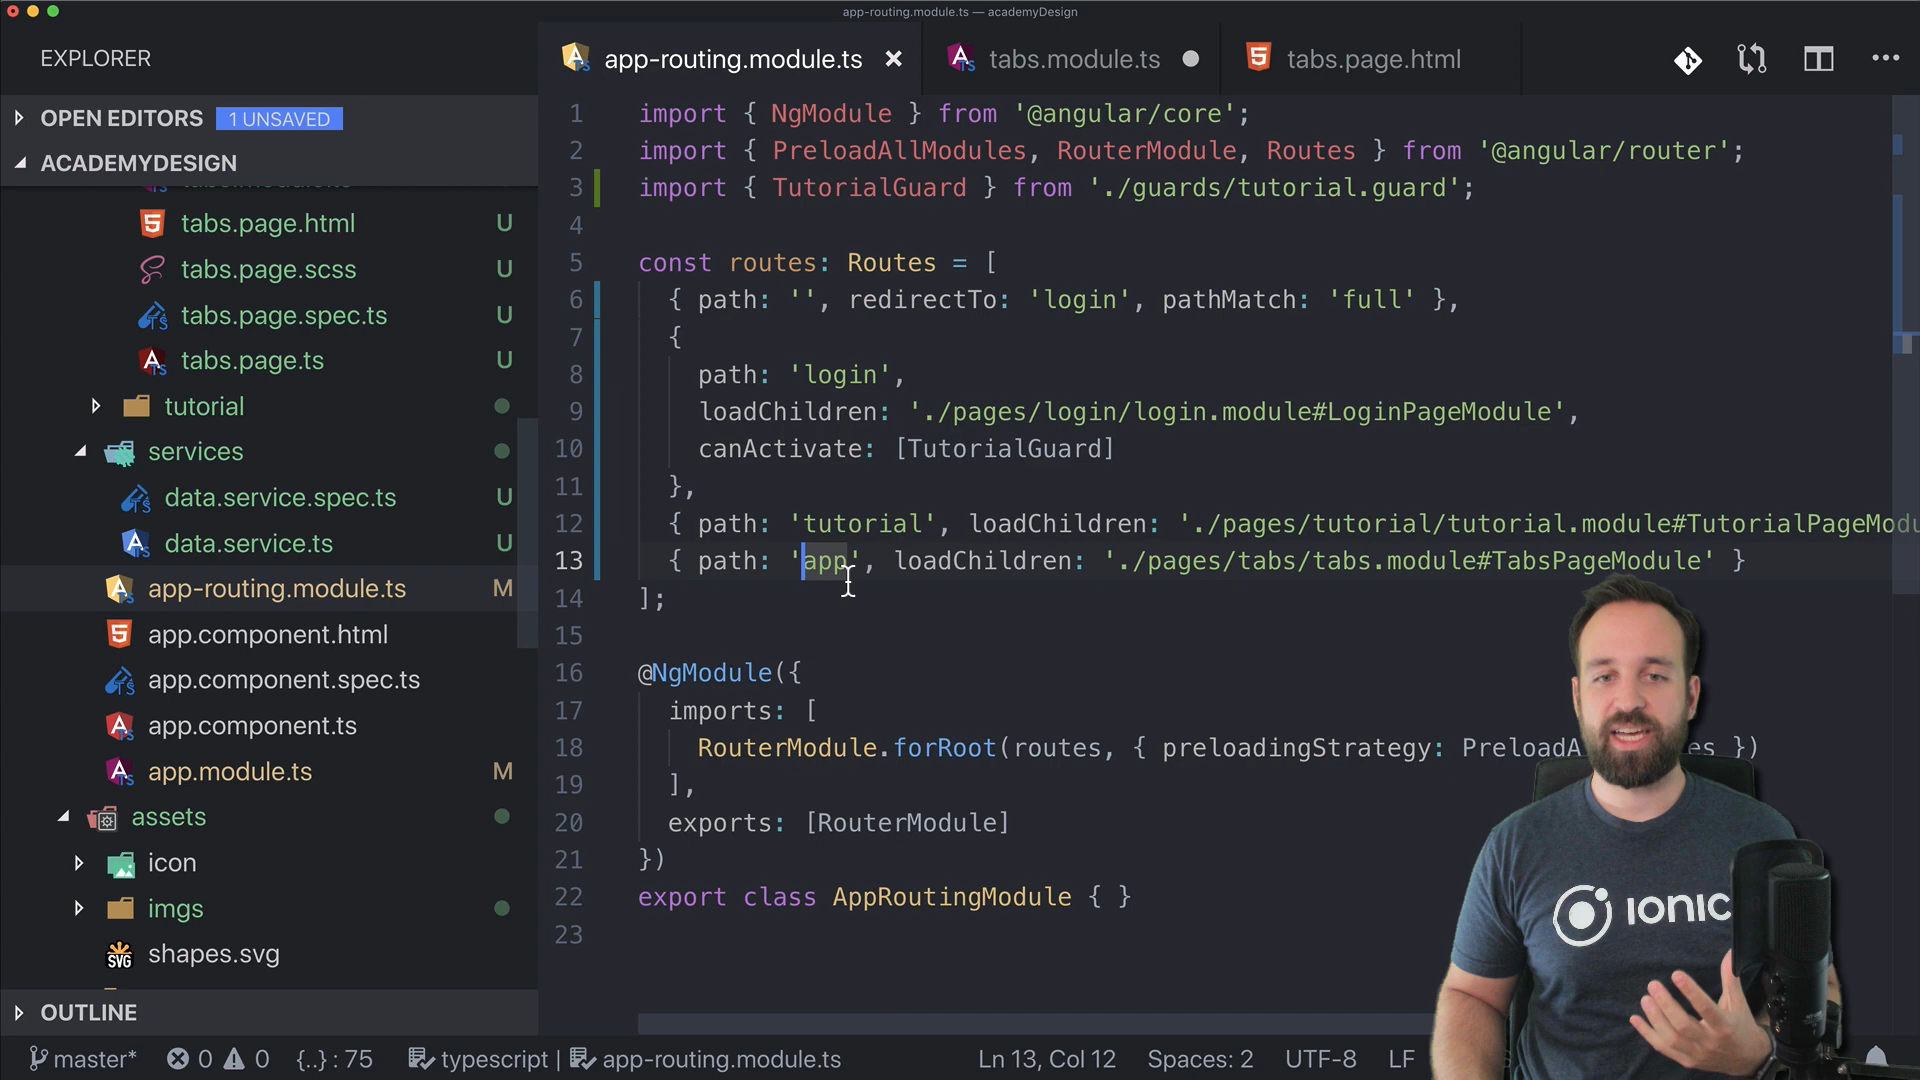 app-routing.module.ts — academyDesign
EXPLORER
app-routing.module.ts
tabs.module.ts
tabs.page.html
OPEN EDITORS 1 UNSAVED
ACADEMYDESIGN
tabs.module.ts
tabs.page.html U
tabs.page.scss U
tabs.page.spec.ts U
tabs.page.ts U
tutorial
services
data.service.spec.ts U
data.service.ts U
app-routing.module.ts M
app.component.html
app.component.spec.ts
app.component.ts
app.module.ts M
assets
icon
imgs
SVG
shapes.svg
OUTLINE
1 import { NgModule } from '@angular/core';
2 import { PreloadAllModules, RouterModule, Routes } from '@angular/router';
3 import { TutorialGuard } from './guards/tutorial.guard';
4
5 const routes: Routes = [
6 { path: '', redirectTo: 'login', pathMatch: 'full' },
7 {
8 path: 'login',
9 loadChildren: './pages/login/login.module#LoginPageModule',
10 canActivate: [TutorialGuard]
11 },
12 { path: 'tutorial', loadChildren: './pages/tutorial/tutorial.module#TutorialPageModu
13 { path: 'app', loadChildren: './pages/tabs/tabs.module#TabsPageModule' }
14 ];
15
16 @NgModule({
17 imports: [
18 RouterModule.forRoot(routes, { preloadingStrategy: PreloadA es })
19 ],
20 exports: [RouterModule]
21 })
22 export class AppRoutingModule { }
23
IONIC
master* 0 0 {..} : 75 typescript | app-routing.module.ts Ln 13, Col 12 Spaces: 2 UTF-8 LF